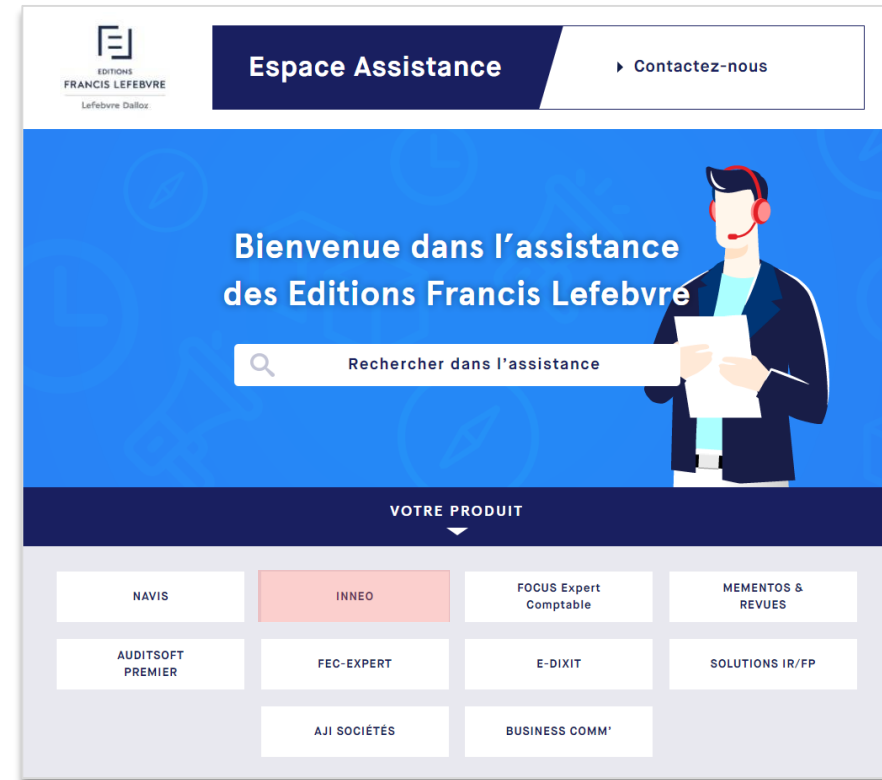 EDITIONS
FRANCIS LEFEBVRE
Lefebvre Dalloz
Espace Assistance
Contactez-nous
Bienvenue dans l'assistance
des Editions Francis Lefebvre
Rechercher dans l'assistance
VOTRE PRODUIT
NAVIS
INNEO
FOCUS Expert
Comptable
MEMENTOS &
REVUES
AUDITSOFT
PREMIER
FEC-EXPERT
E-DIXIT
SOLUTIONS IR/FP
AJI SOCIÉTÉS
BUSINESS COMM'